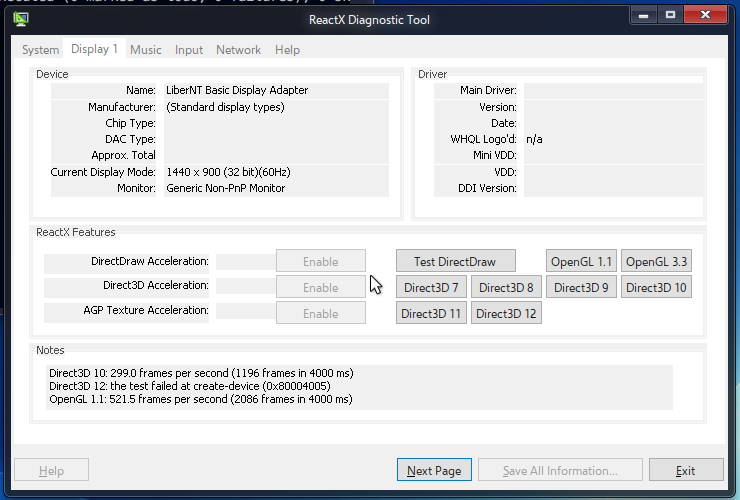 ReactX Diagnostic Tool
System Display 1 Music Input Network Help
Device
Name: LiberNT Basic Display Adapter
Manufacturer: (Standard display types)
Chip Type:
DAC Type:
Approx. Total
Current Display Mode: 1440 x 900 (32 bit)(60Hz)
Monitor: Generic Non-PnP Monitor
Driver
Main Driver:
Version:
Date:
WHQL Logo'd: n/a
Mini VDD:
VDD:
DDI Version:
ReactX Features
DirectDraw Acceleration: Enable Test DirectDraw OpenGL 1.1 OpenGL 3.3
Direct3D Acceleration: Enable Direct3D 7 Direct3D 8 Direct3D 9 Direct3D 10
AGP Texture Acceleration: Enable Direct3D 11 Direct3D 12
Notes
Direct3D 10: 299.0 frames per second (1196 frames in 4000 ms)
Direct3D 12: the test failed at create-device (0x80004005)
OpenGL 1.1: 521.5 frames per second (2086 frames in 4000 ms)
Help Next Page Save All Information... Exit